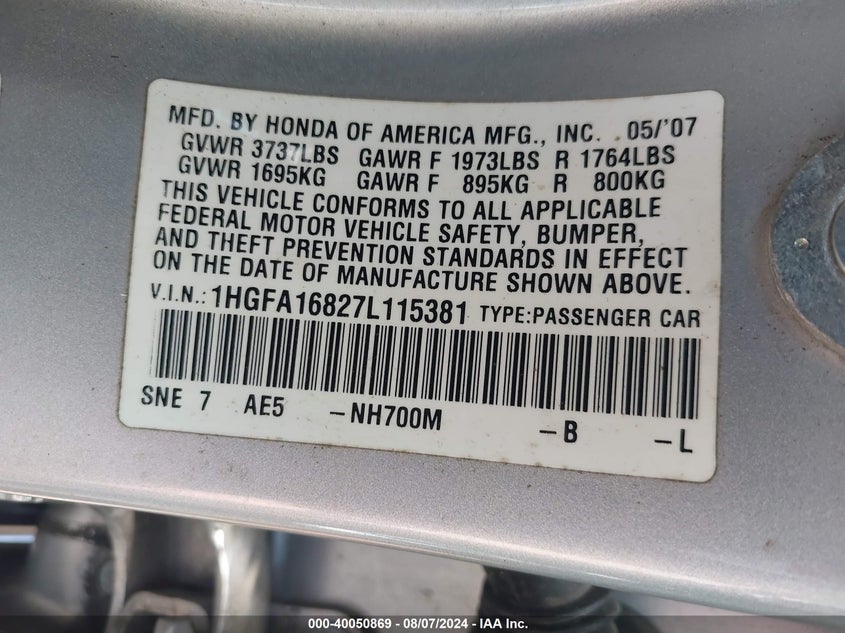 MFD. BY HONDA OF AMERICA MFG., INC. 05/'07
GVWR 3737LBS GAWR F 1973LBS R 1764LBS
GVWR 1695KG GAWR F 895KG R 800KG
THIS VEHICLE CONFORMS TO ALL APPLICABLE
FEDERAL MOTOR VEHICLE SAFETY, BUMPER,
AND THEFT PREVENTION STANDARDS IN EFFECT
ON THE DATE OF MANUFACTURE SHOWN ABOVE.
V.I.N.: 1HGFA16827L115381 TYPE:PASSENGER CAR
SNE 7 AE5 -NH700M -B -L
000-40050869 - 08/07/2024 - IAA Inc.